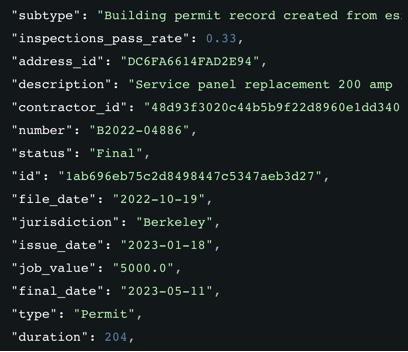 "subtype": "Building permit record created from es
"inspections_pass_rate": 0.33,
"address_id": "DC6FA6614FAD2E94",
"description": "Service panel replacement 200 amp
"contractor_id": "48d93f3020c44b5b9f22d8960e1dd340
"number": "B2022-04886",
"status": "Final",
"id": "1ab696eb75c2d8498447c5347aeb3d27",
"file_date": "2022-10-19",
"jurisdiction": "Berkeley",
"issue_date": "2023-01-18",
"job_value": "5000.0",
"final_date": "2023-05-11",
"type": "Permit",
"duration": 204,